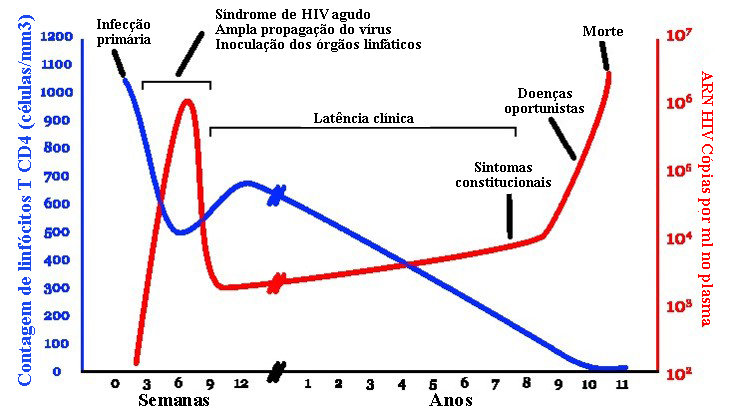 Infecção
primária
Síndrome de HIV agudo
Ampla propagação do vírus
Inoculação dos órgãos linfáticos
Morte
Latência clínica
Doenças
oportunistas
Sintomas
constitucionais
Contagem de linfócitos T CD4 (células/mm3)
1200
1100
1000
900
800
700
600
500
400
300
200
100
0
10⁷
10⁶
10⁵
10⁴
10³
10²
ARN HIV Cópias por ml no plasma
0 3 6 9 12 1 2 3 4 5 6 7 8 9 10 11
Semanas Anos